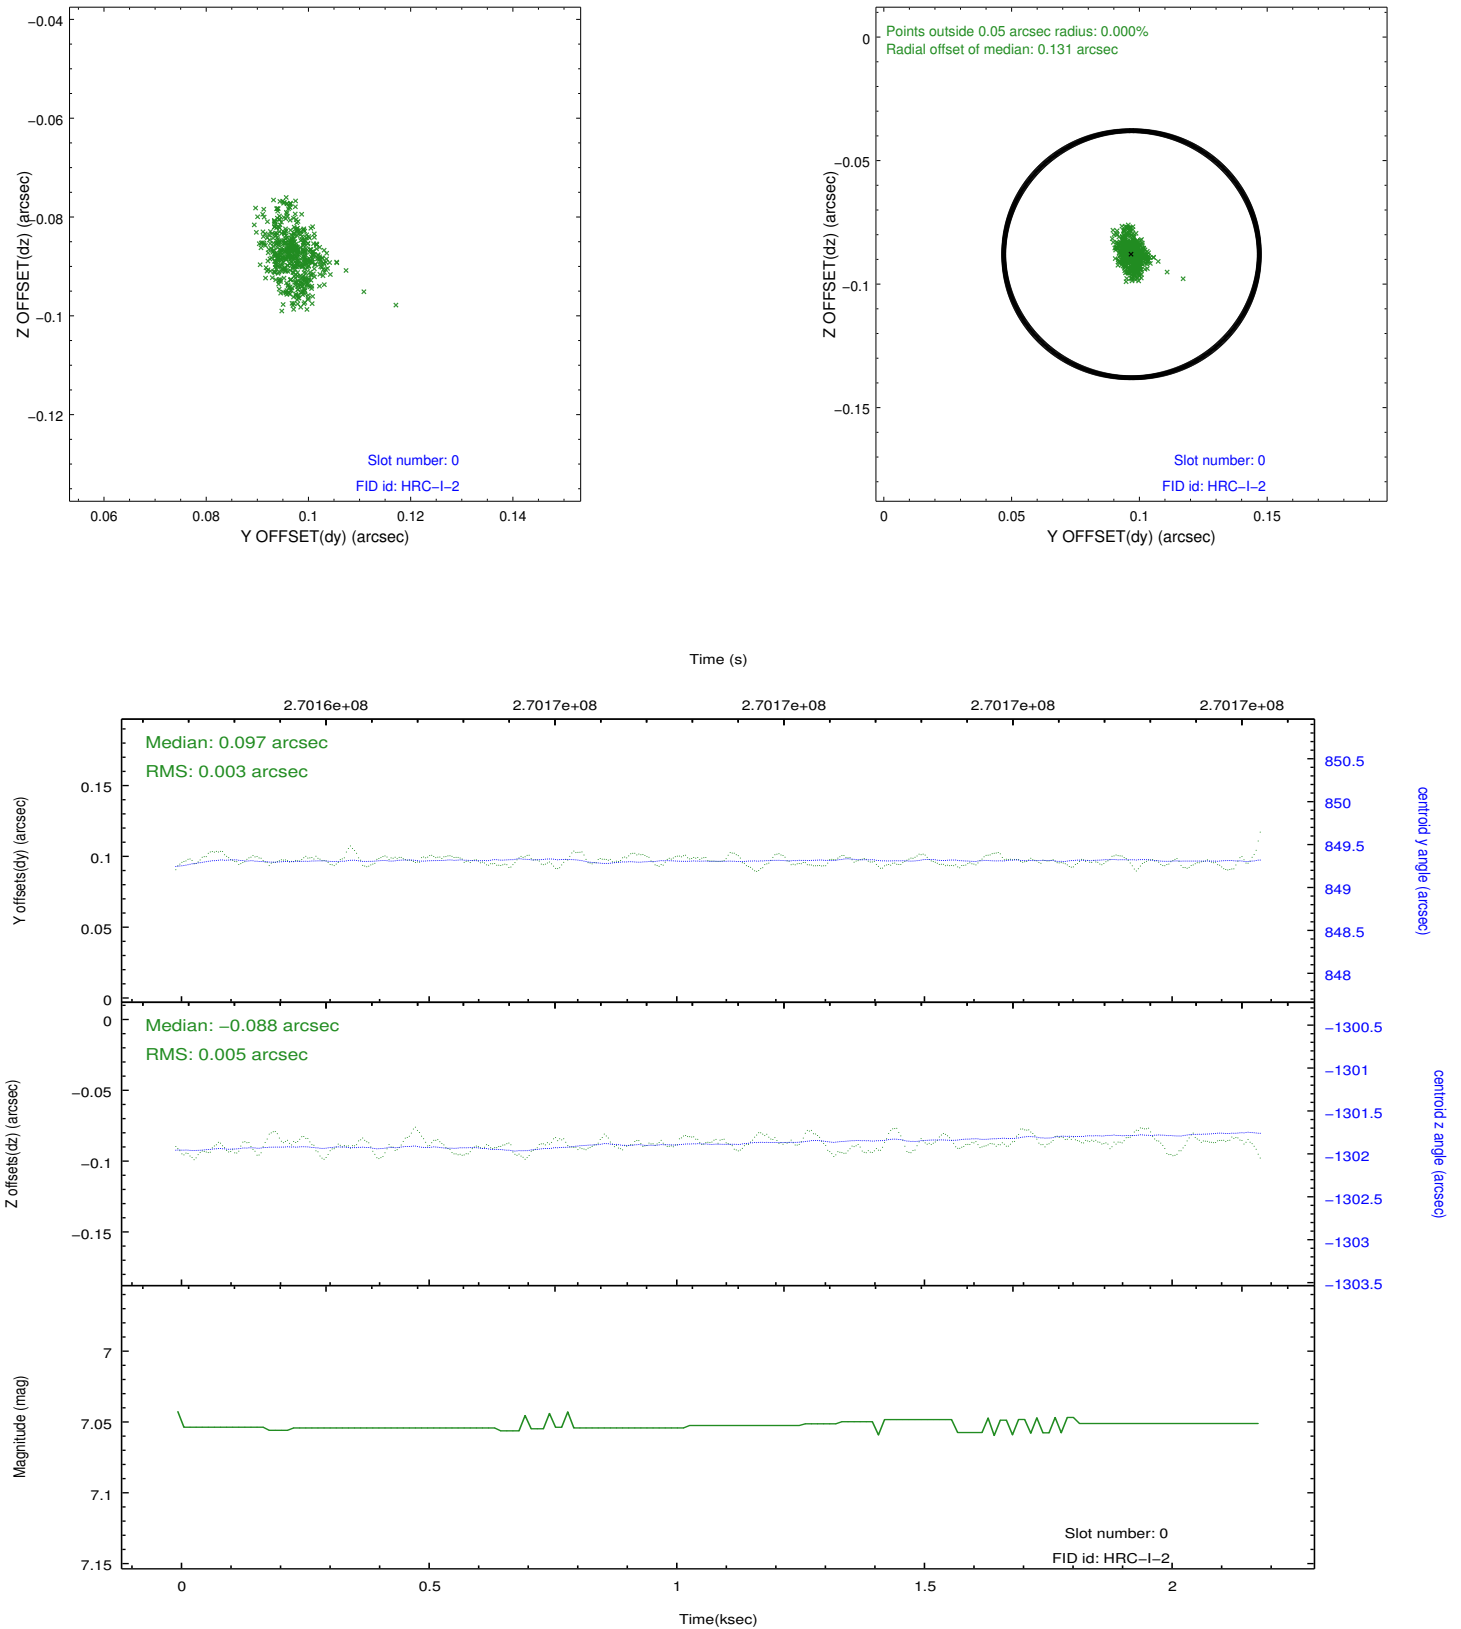 −0.04
−0.06
−0.08
−0.1
−0.12
Z OFFSET(dz) (arcsec)
0.06 0.08 0.1 0.12 0.14
Y OFFSET(dy) (arcsec)
Slot number: 0
FID id: HRC−I−2
Points outside 0.05 arcsec radius: 0.000%
Radial offset of median: 0.131 arcsec
0
−0.05
−0.1
−0.15
Z OFFSET(dz) (arcsec)
0 0.05 0.1 0.15
Y OFFSET(dy) (arcsec)
Slot number: 0
FID id: HRC−I−2
Time (s)
2.7016e+08 2.7017e+08 2.7017e+08 2.7017e+08 2.7017e+08
Median: 0.097 arcsec
RMS: 0.003 arcsec
0.15
0.1
0.05
0
Y offsets(dy) (arcsec)
850.5
850
849.5
849
848.5
848
centroid y angle (arcsec)
Median: −0.088 arcsec
RMS: 0.005 arcsec
0
−0.05
−0.1
−0.15
Z offsets(dz) (arcsec)
−1300.5
−1301
−1301.5
−1302
−1302.5
−1303
−1303.5
centroid z angle (arcsec)
7
7.05
7.1
7.15
Magnitude (mag)
Slot number: 0
FID id: HRC−I−2
0 0.5 1 1.5 2
Time(ksec)